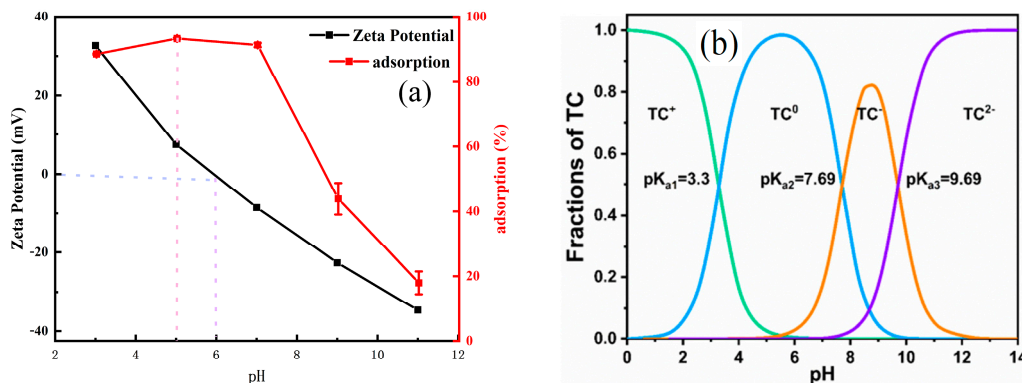 40
20
0
-20
-40
Zeta Potential (mV)
Zeta Potential
adsorption
(a)
100
80
60
40
20
0
adsorption (%)
2 4 6 8 10 12
pH
(b)
1.0
0.8
0.6
0.4
0.2
0.0
Fractions of TC
TC⁺ TC⁰ TC⁻ TC²⁻
pKₐ₁=3.3 pKₐ₂=7.69 pKₐ₃=9.69
0 2 4 6 8 10 12 14
pH